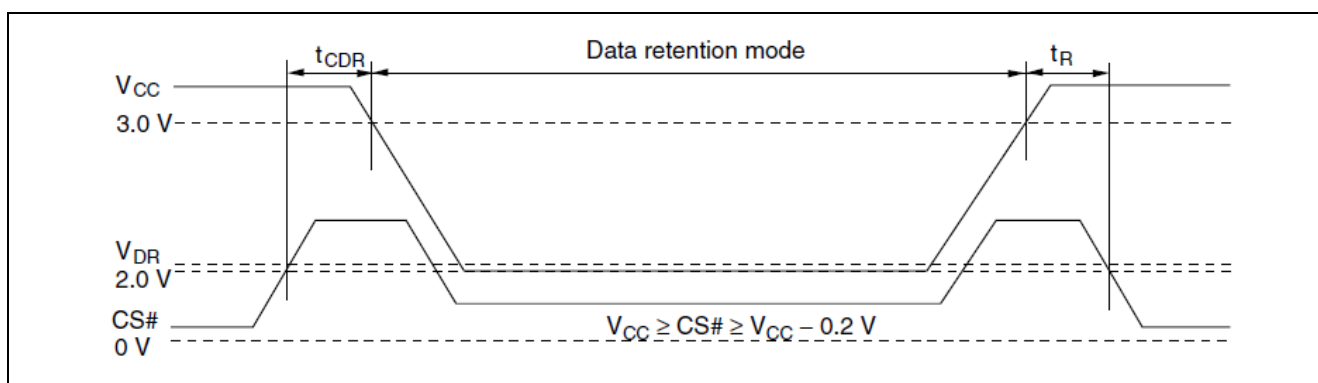 tCDR
Data retention mode
tR
VCC
3.0 V
VDR
2.0 V
CS#
VCC ≥ CS# ≥ VCC − 0.2 V
0 V